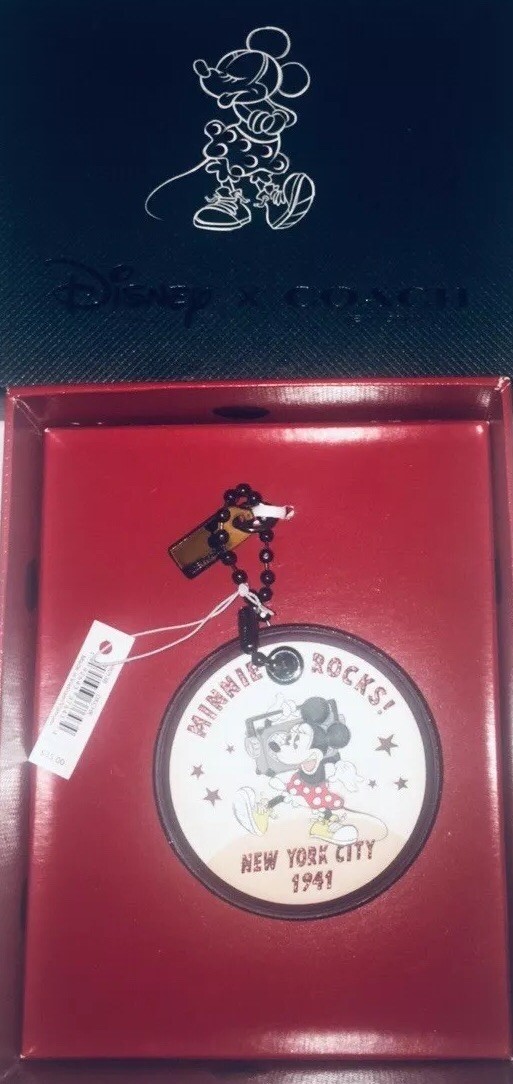 Disney x COACH
MINNIE ROCKS!
NEW YORK CITY
1941